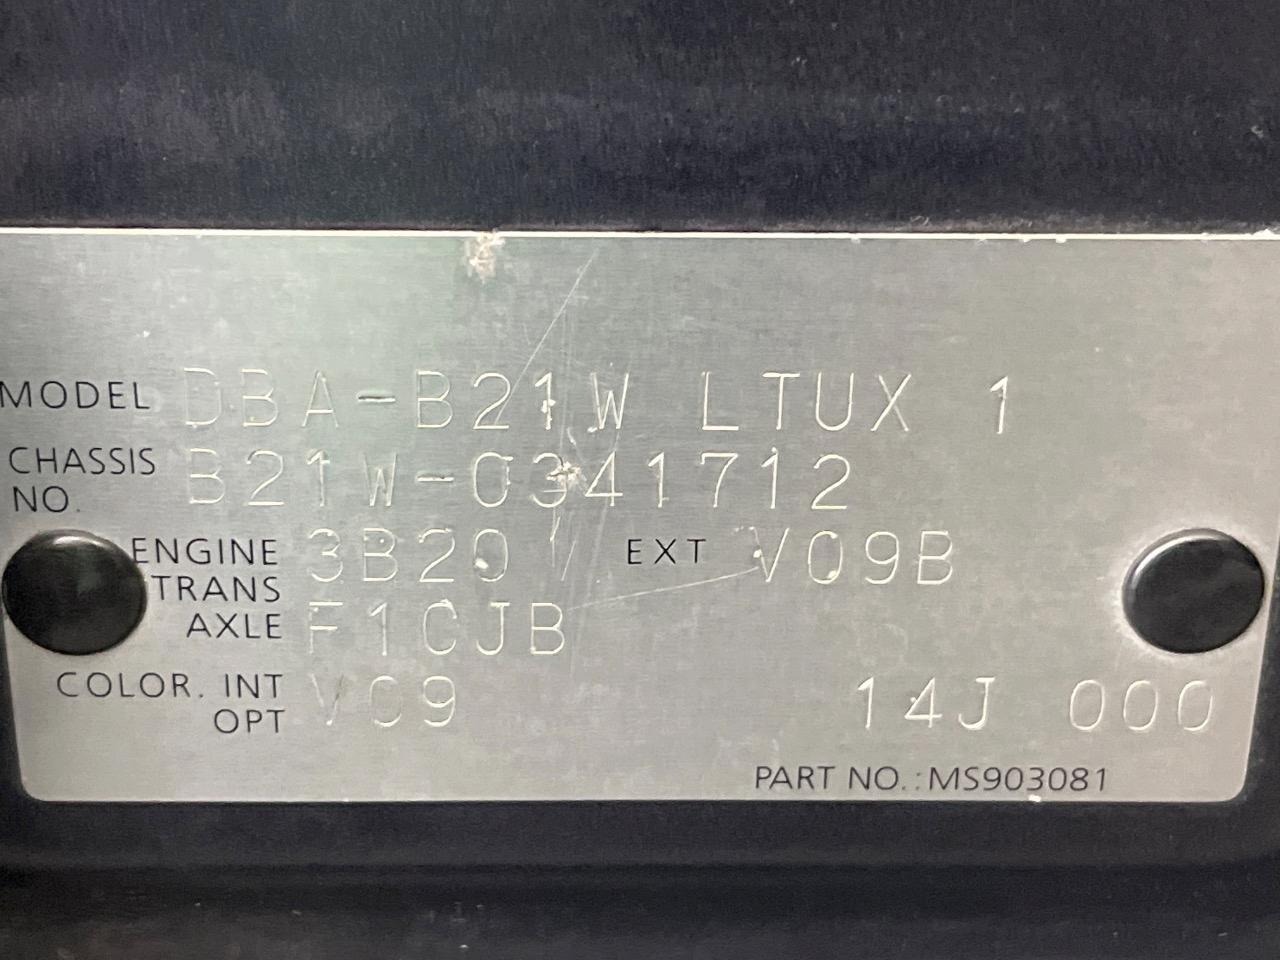 MODEL DBA-B21W LTUX 1
CHASSIS NO. B21W-0341712
ENGINE 3B20 EXT V09B
TRANS AXLE F1CJB
COLOR. INT OPT V09 14J 000
PART NO.:MS903081